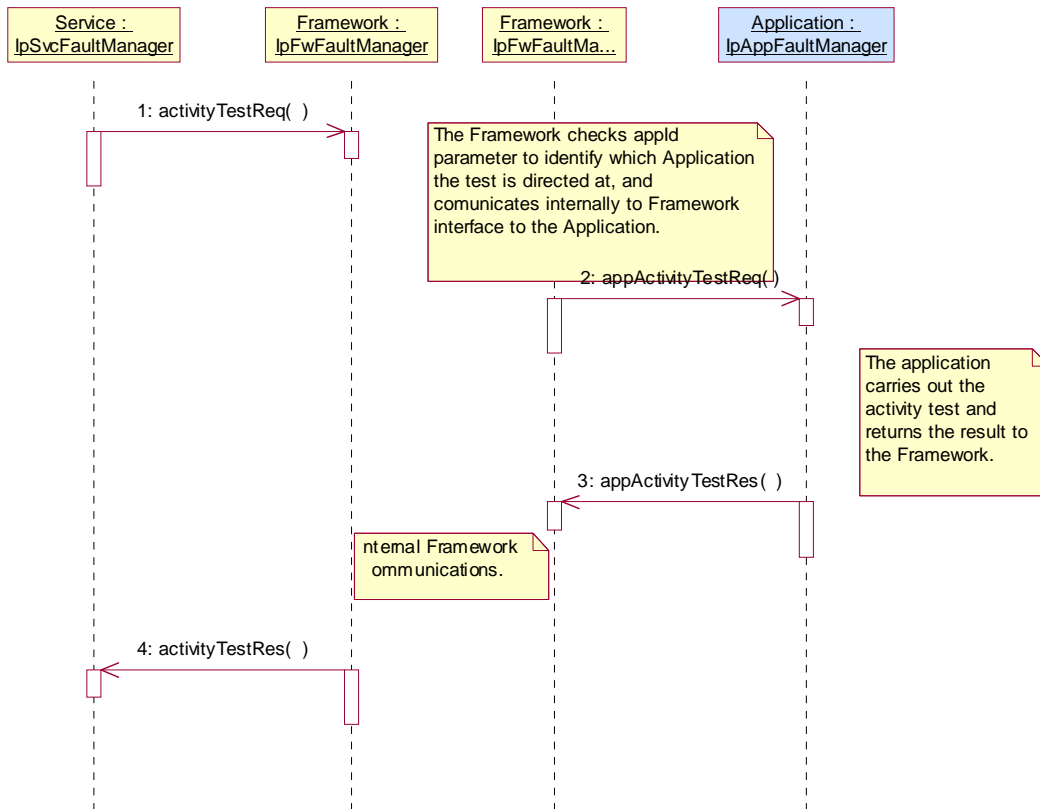 Service :
IpSvcFaultManager
Framework :
IpFwFaultManager
Framework :
IpFwFaultMa...
Application :
IpAppFaultManager
1: activityTestReq( )
The Framework checks appId
parameter to identify which Application
the test is directed at, and
comunicates internally to Framework
interface to the Application.
2: appActivityTestReq( )
The application
carries out the
activity test and
returns the result to
the Framework.
3: appActivityTestRes( )
nternal Framework
ommunications.
4: activityTestRes( )